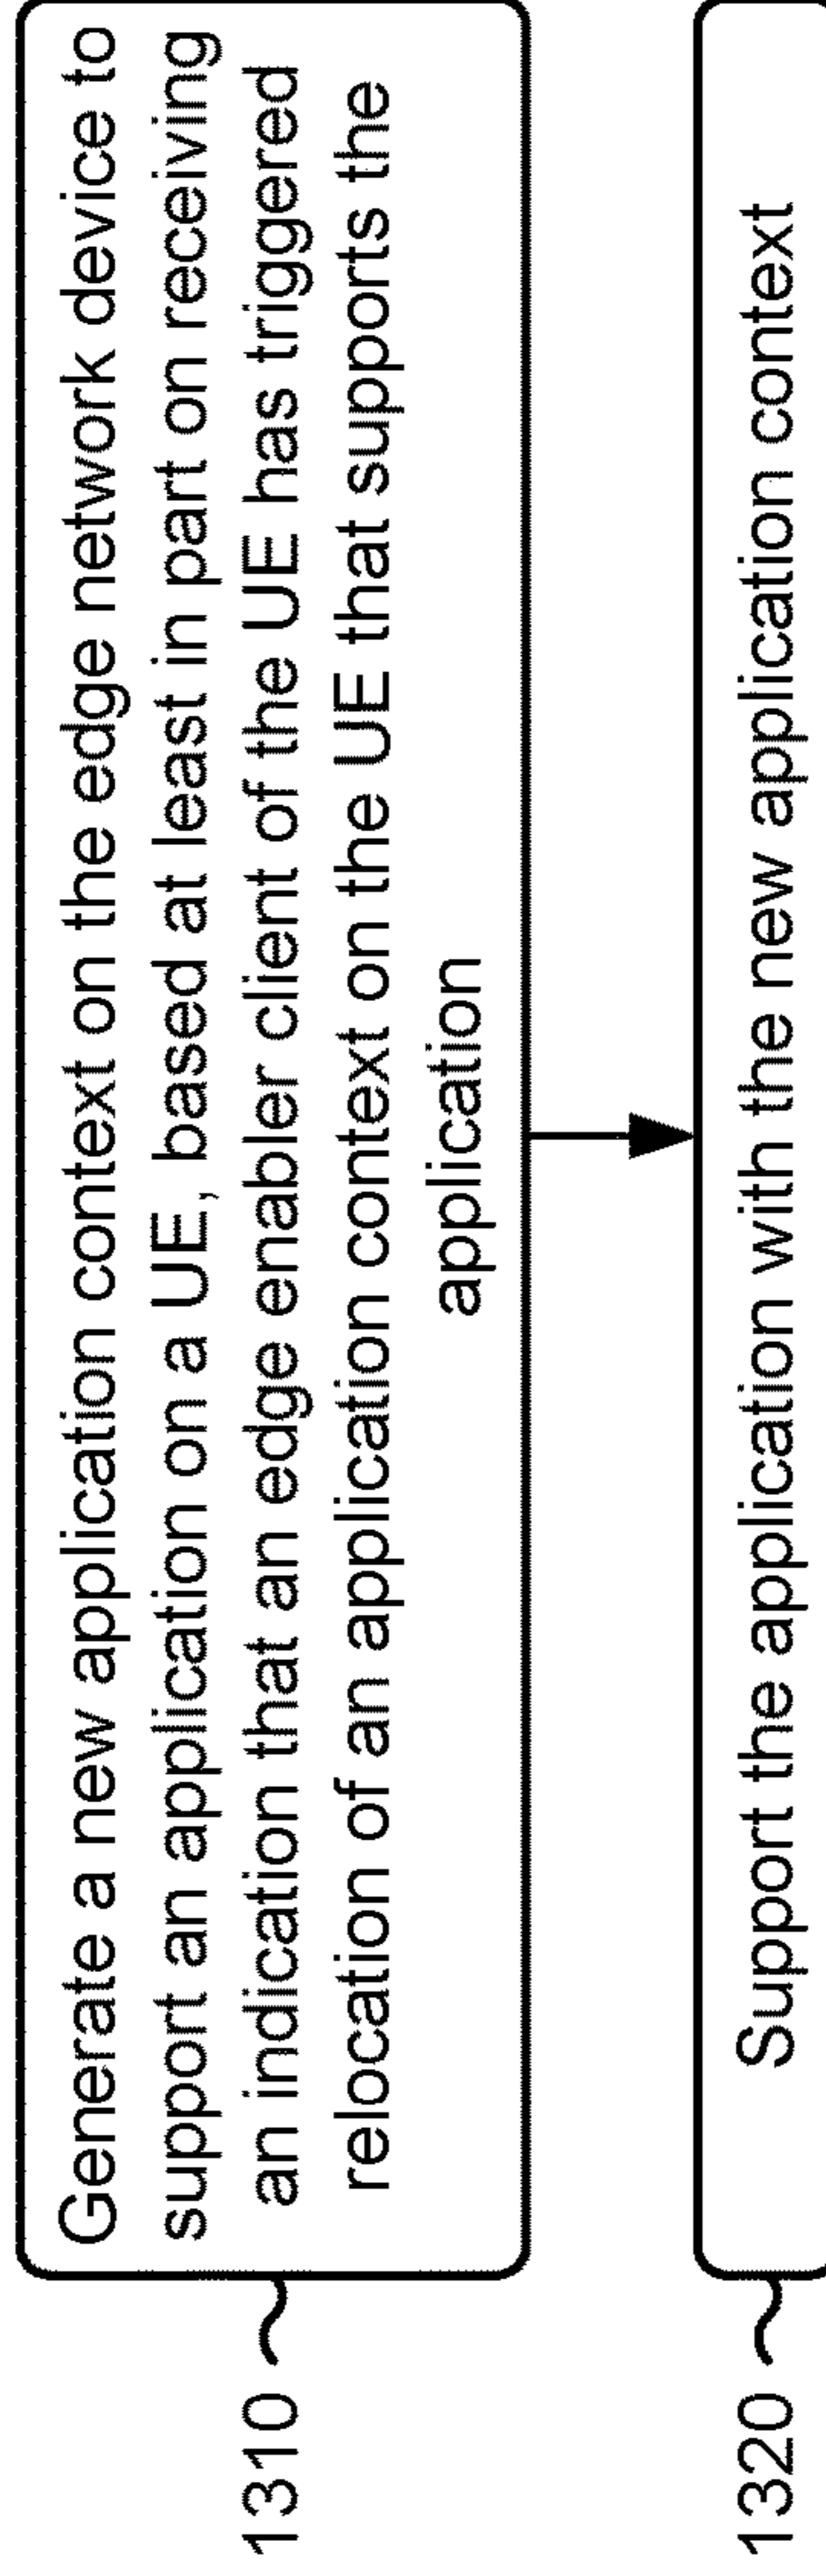 1310
Generate a new application context on the edge network device to
support an application on a UE, based at least in part on receiving
an indication that an edge enabler client of the UE has triggered
relocation of an application context on the UE that supports the
application
1320
Support the application with the new application context